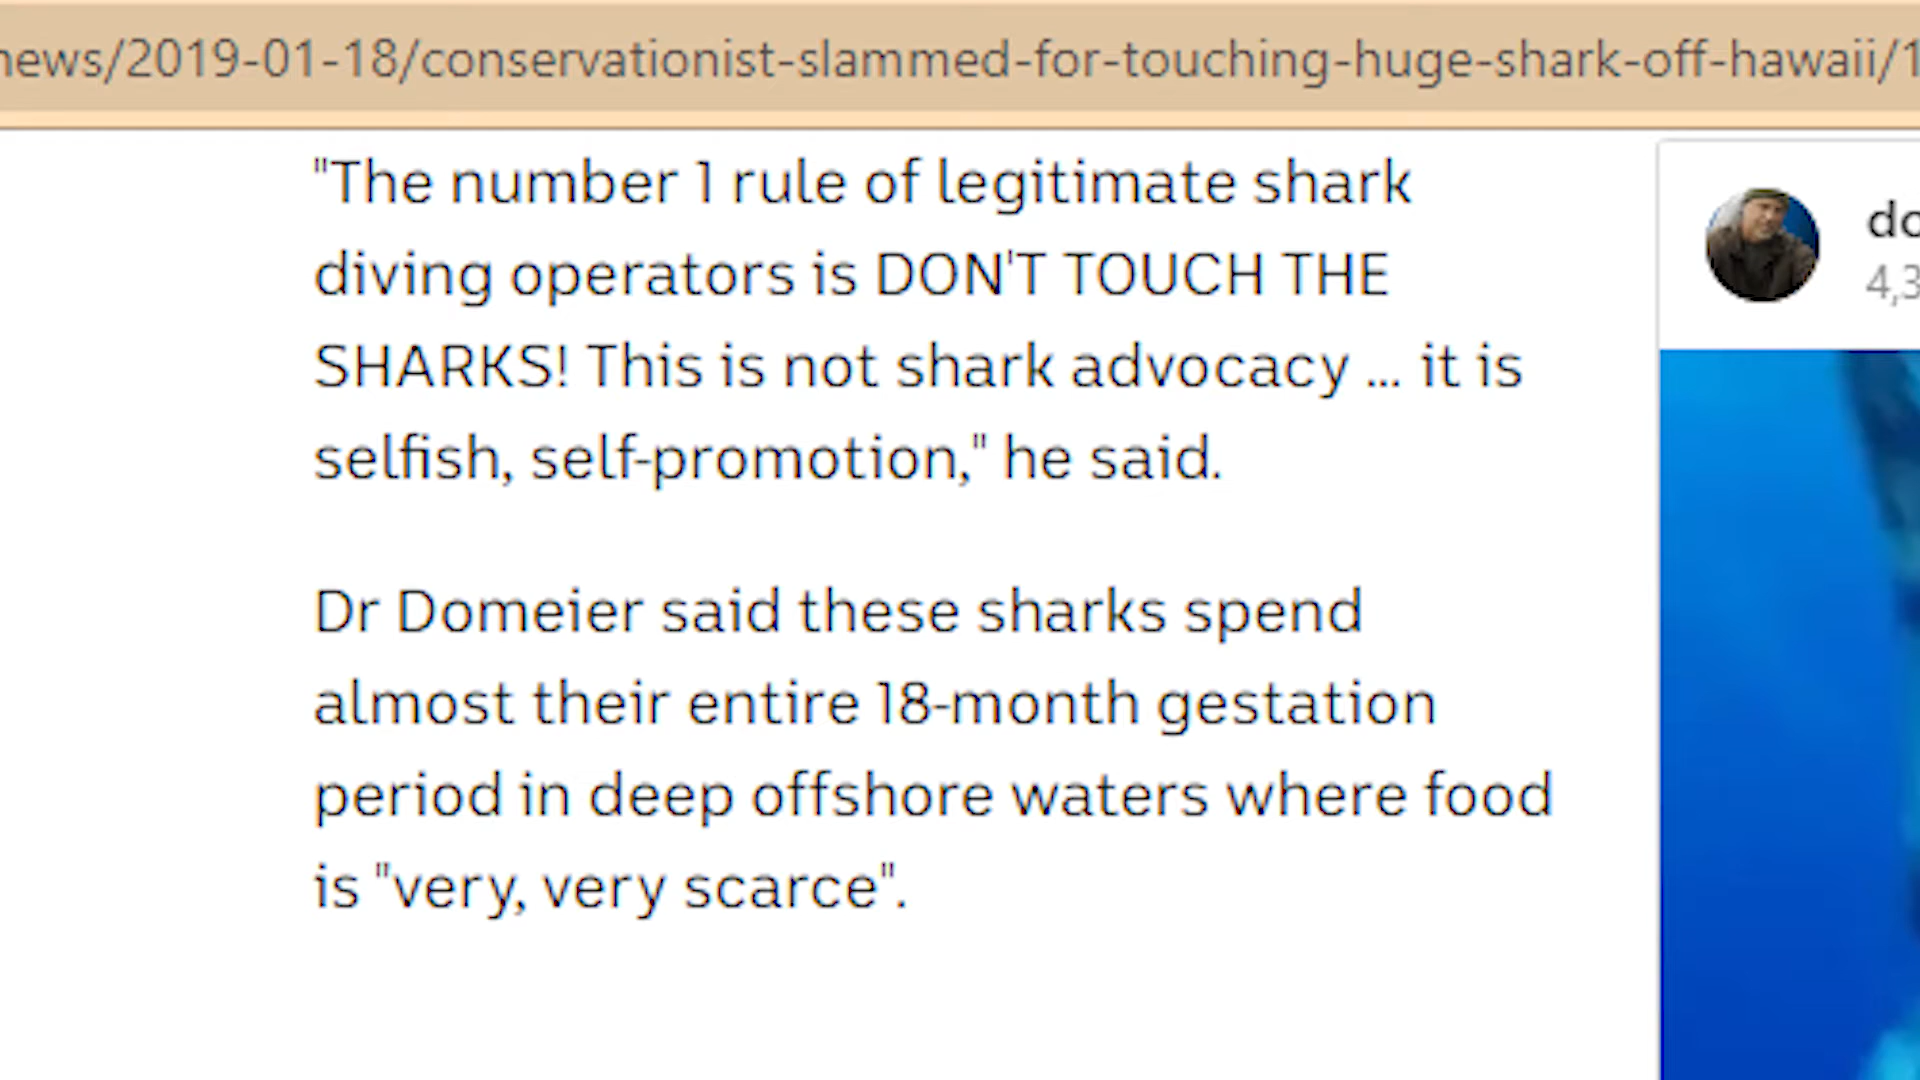 news/2019-01-18/conservationist-slammed-for-touching-huge-shark-off-hawaii/1
"The number 1 rule of legitimate shark
diving operators is DON'T TOUCH THE
SHARKS! This is not shark advocacy ... it is
selfish, self-promotion," he said.
Dr Domeier said these sharks spend
almost their entire 18-month gestation
period in deep offshore waters where food
is "very, very scarce".
do
4,3